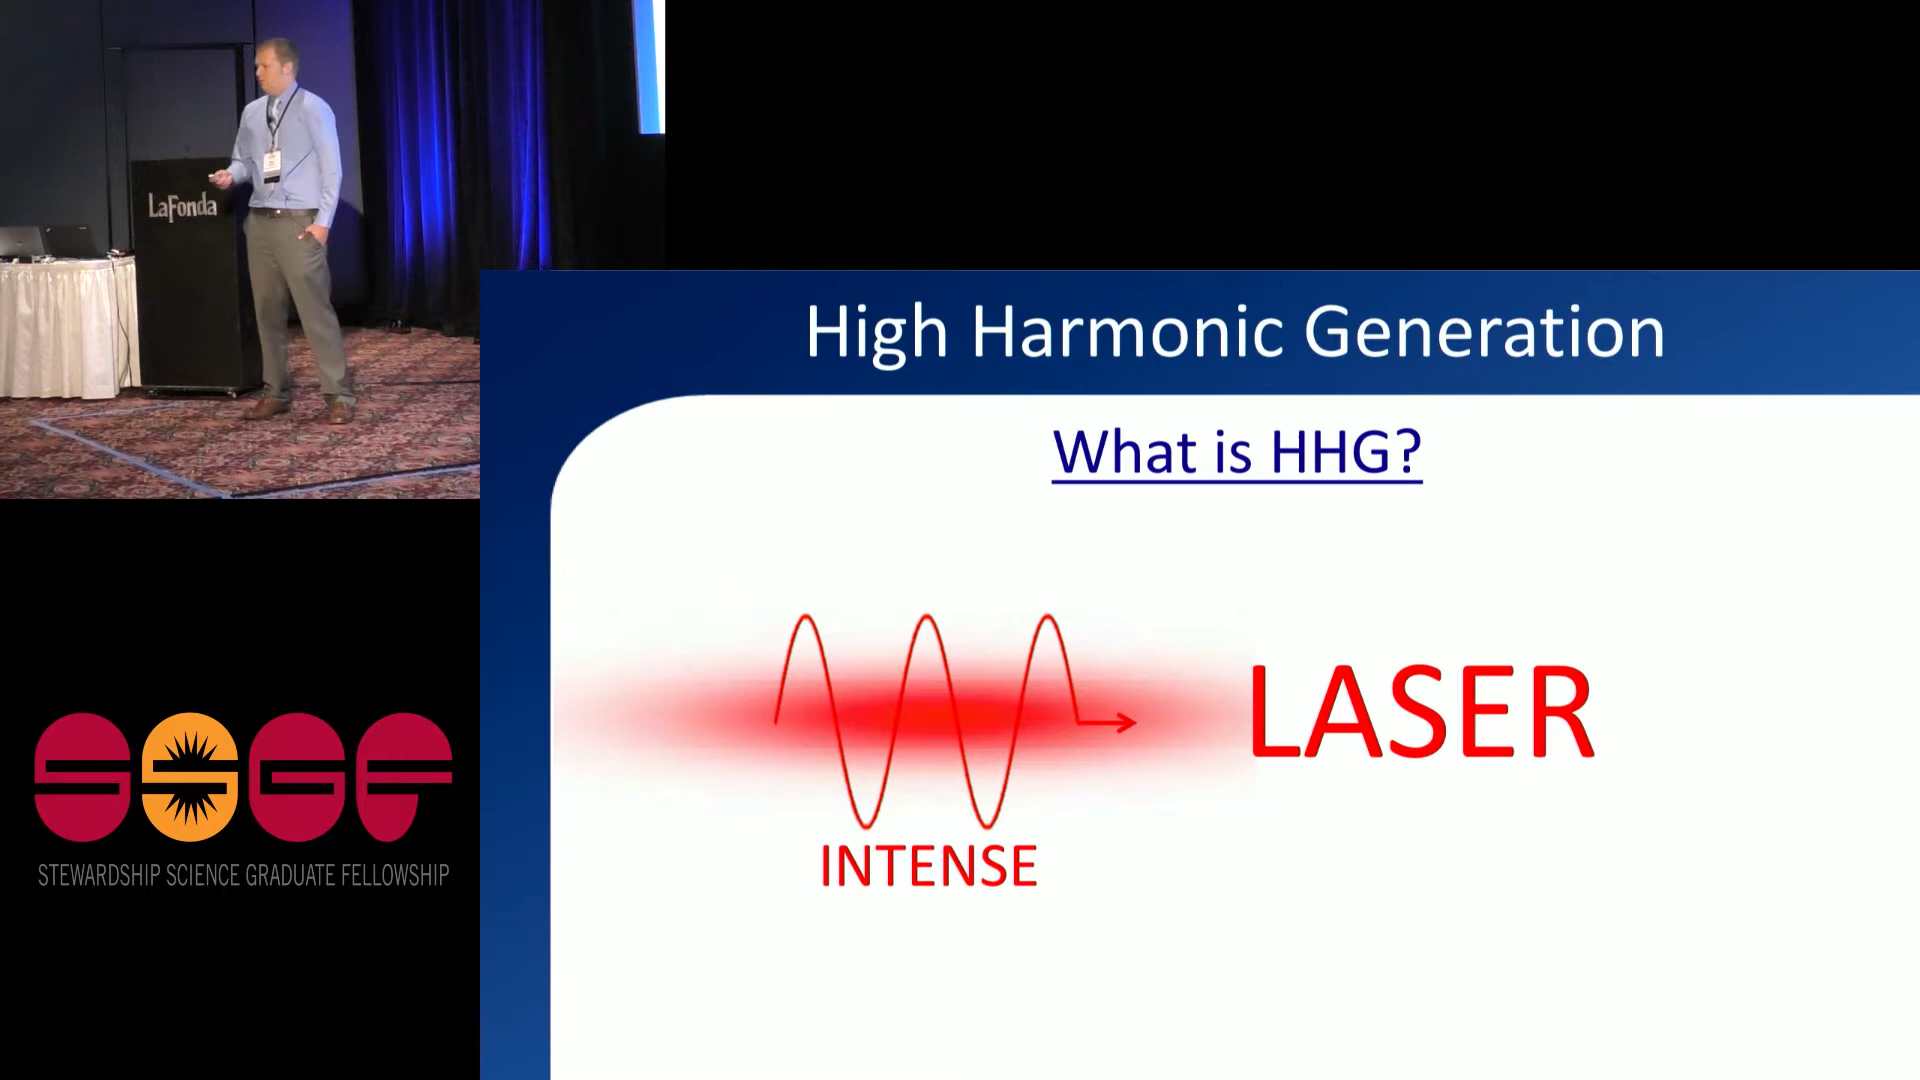 LaFonda
High Harmonic Generation
What is HHG?
LASER
INTENSE
SSGF
STEWARDSHIP SCIENCE GRADUATE FELLOWSHIP